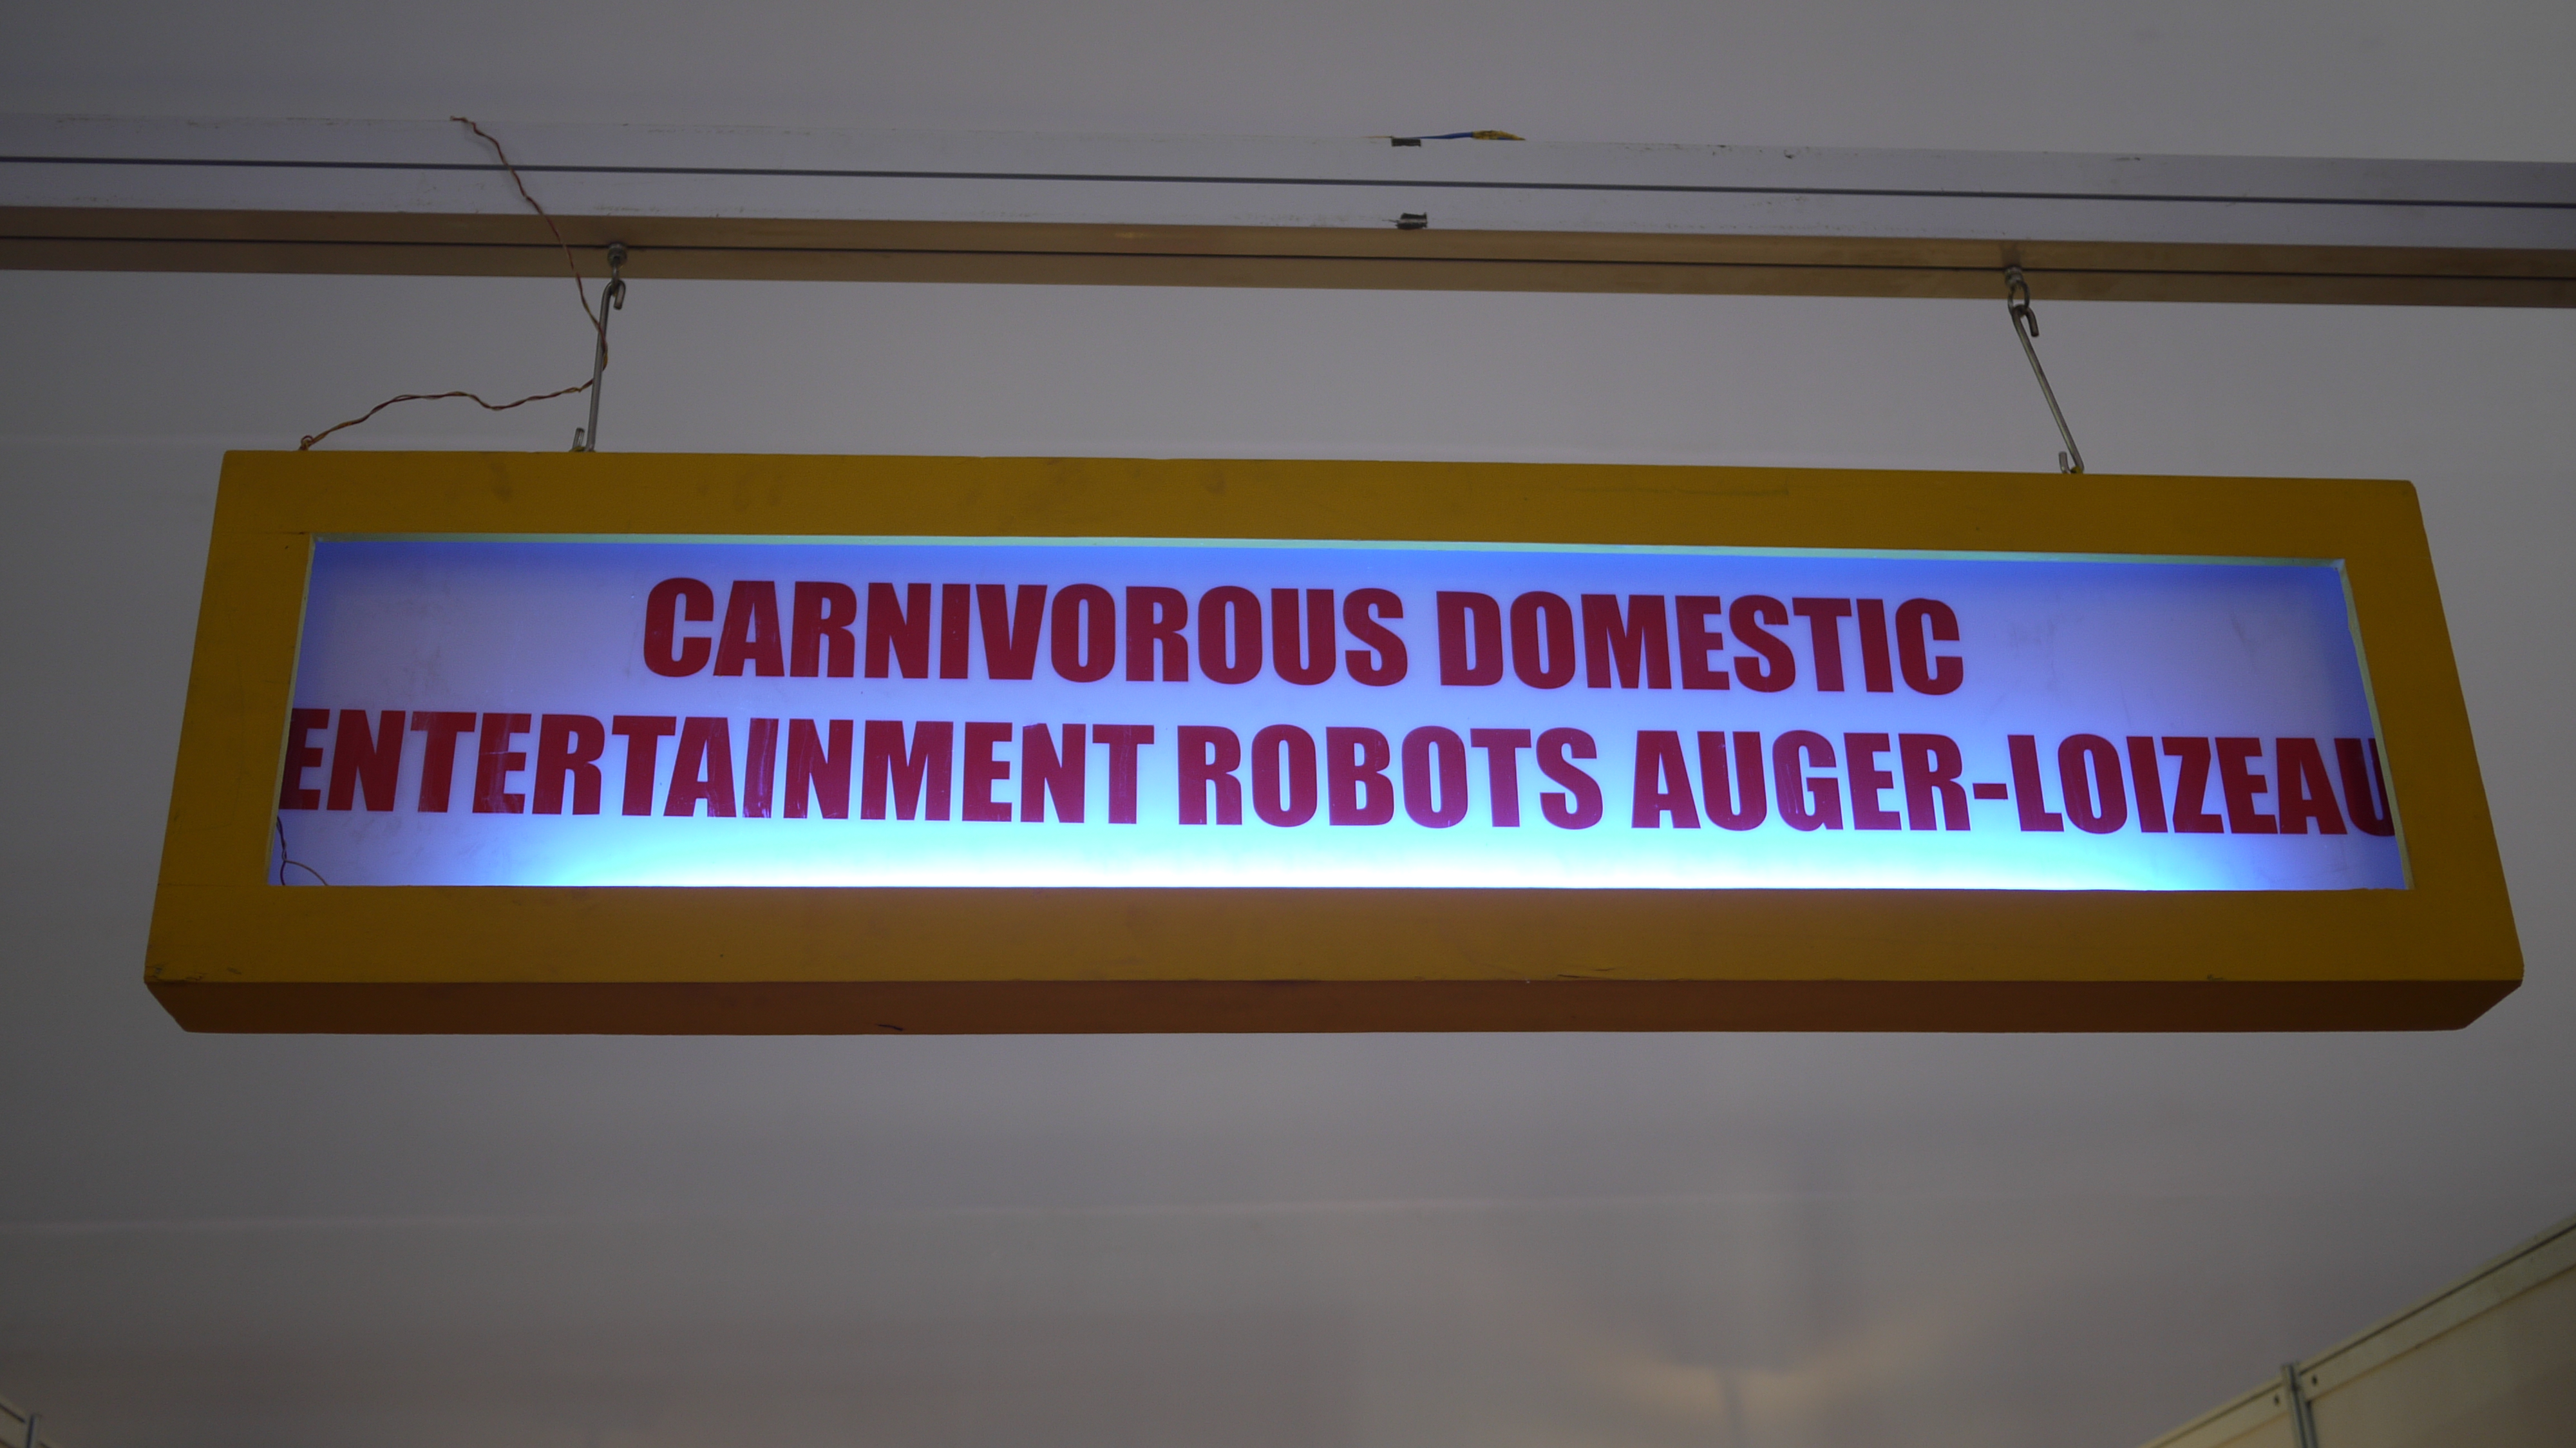 CARNIVOROUS DOMESTIC
ENTERTAINMENT ROBOTS AUGER-LOIZEAU